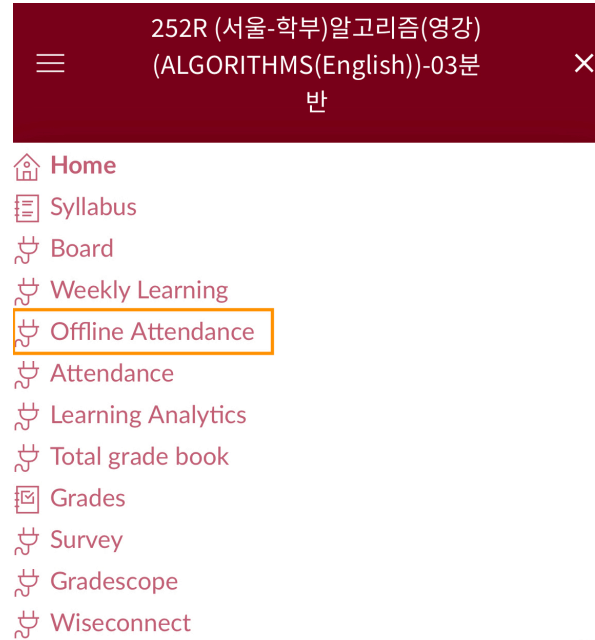 252R (서울-학부)알고리즘(영강)
(ALGORITHMS(English))-03분
반
Home
Syllabus
Board
Weekly Learning
Offline Attendance
Attendance
Learning Analytics
Total grade book
Grades
Survey
Gradescope
Wiseconnect